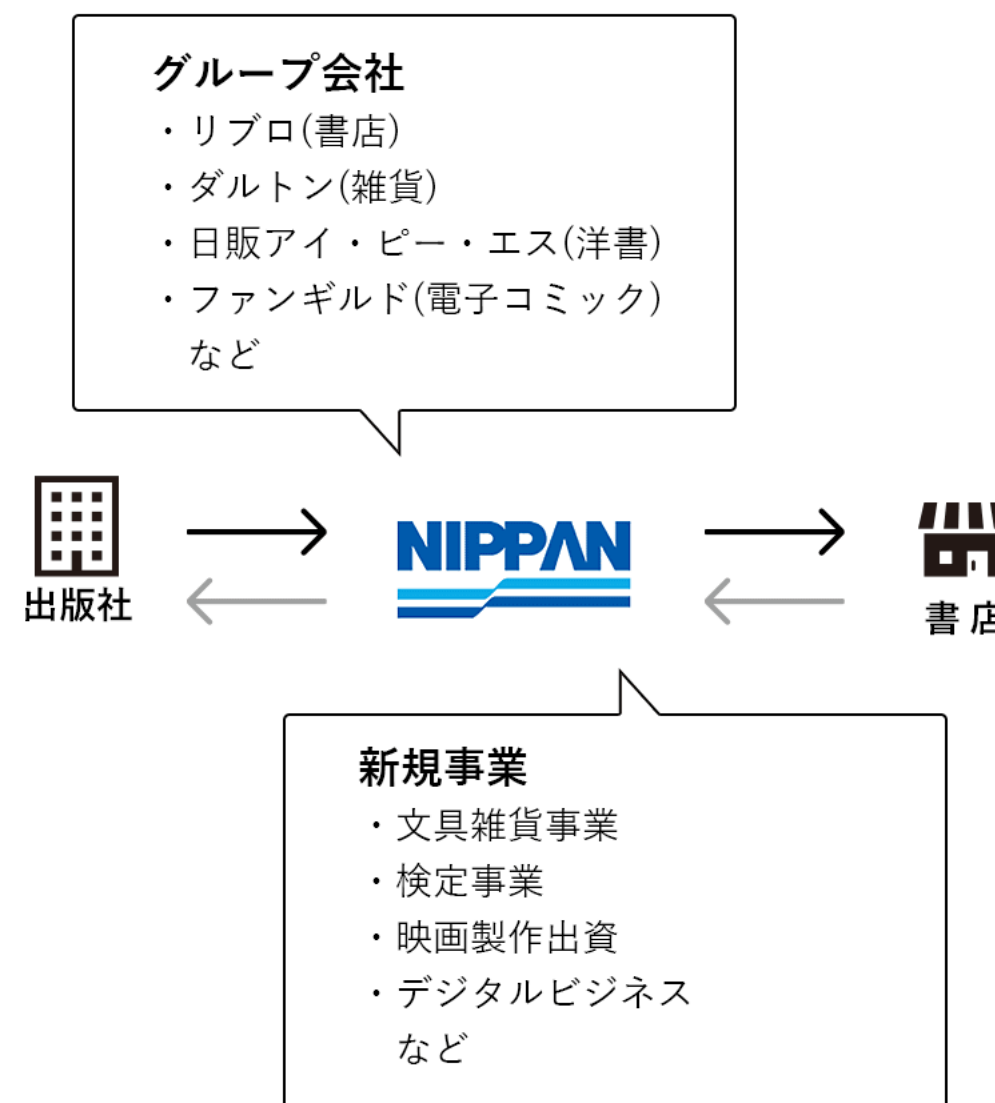 グループ会社
・リブロ(書店)
・ダルトン(雑貨)
・日販アイ・ピー・エス(洋書)
・ファンギルド(電子コミック)
など
出版社
NIPPAN
書店
新規事業
・文具雑貨事業
・検定事業
・映画製作出資
・デジタルビジネス
など